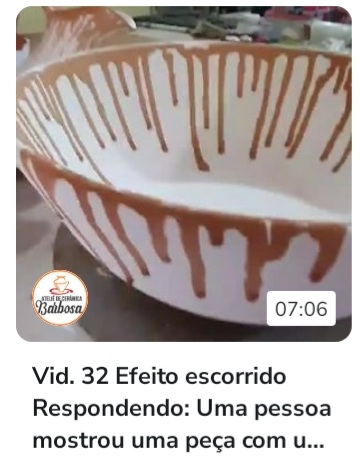 ATELIÊ DE CERÂMICA
Barbosa
07:06
Vid. 32 Efeito escorrido
Respondendo: Uma pessoa
mostrou uma peça com u...